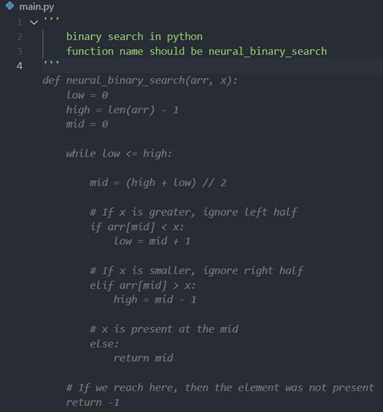 main.py
1 '''
2     binary search in python
3     function name should be neural_binary_search
4 '''
def neural_binary_search(arr, x):
    low = 0
    high = len(arr) - 1
    mid = 0

    while low <= high:

        mid = (high + low) // 2

        # If x is greater, ignore left half
        if arr[mid] < x:
            low = mid + 1

        # If x is smaller, ignore right half
        elif arr[mid] > x:
            high = mid - 1

        # x is present at the mid
        else:
            return mid

    # If we reach here, then the element was not present
    return -1